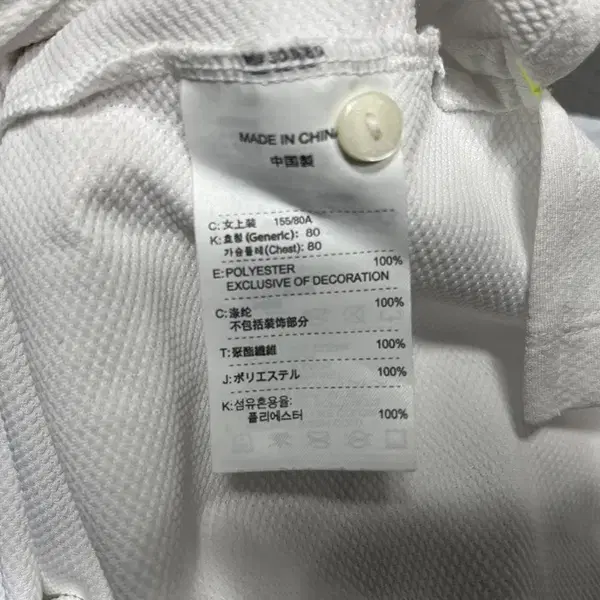 MADE IN CHINA
中国製
C: 女上装 155/80A
K: 호칭(Generic): 80
가슴둘레(Chest): 80
E: POLYESTER 100%
EXCLUSIVE OF DECORATION
C: 涤纶 100%
不包括装饰部分
T: 聚酯纖維 100%
J: ポリエステル 100%
K: 섬유혼용율:
폴리에스터 100%